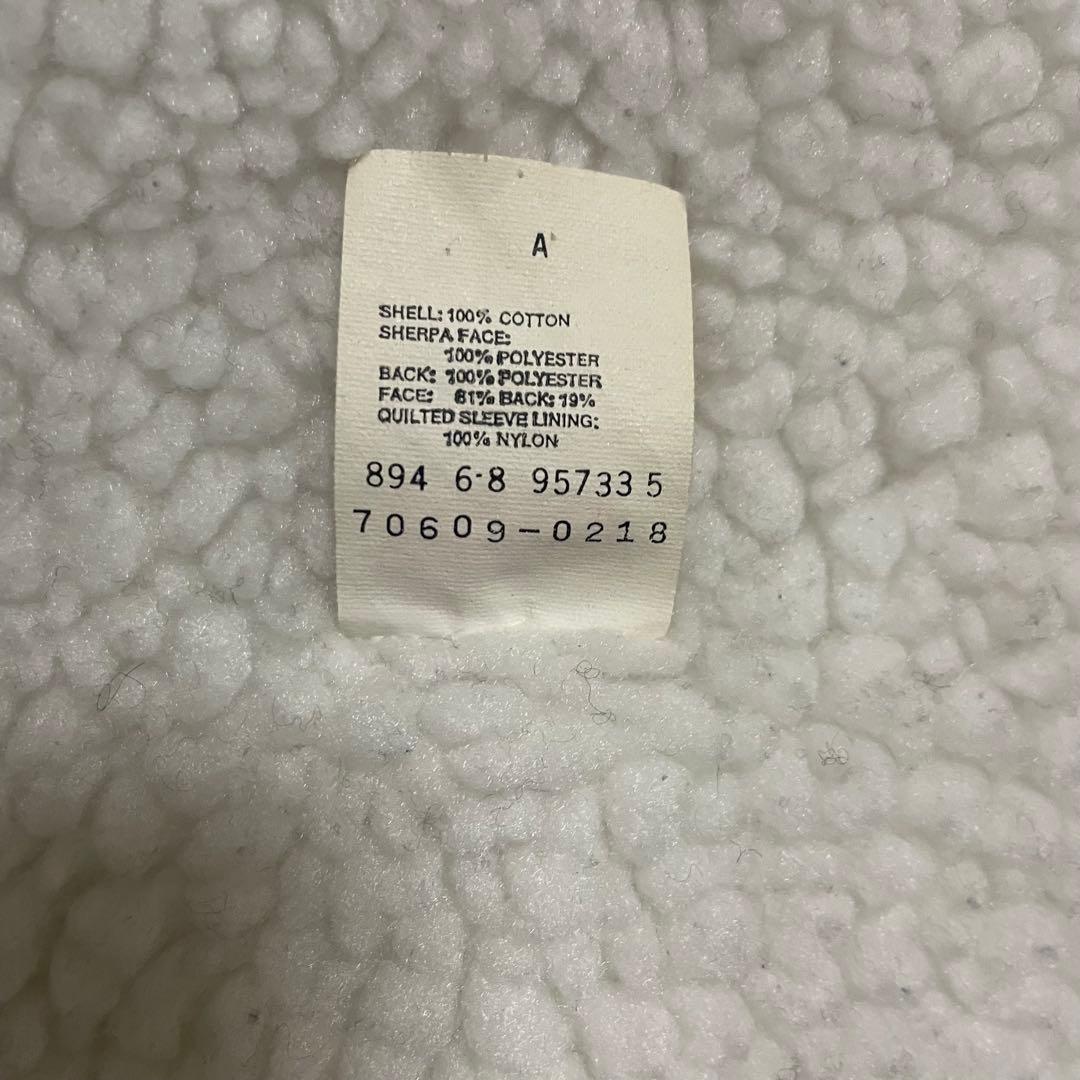 A
SHELL: 100% COTTON
SHERPA FACE:
100% POLYESTER
BACK: 100% POLYESTER
FACE: 81% BACK: 19%
QUILTED SLEEVE LINING:
100% NYLON
894 6-8 957335
70609-0218